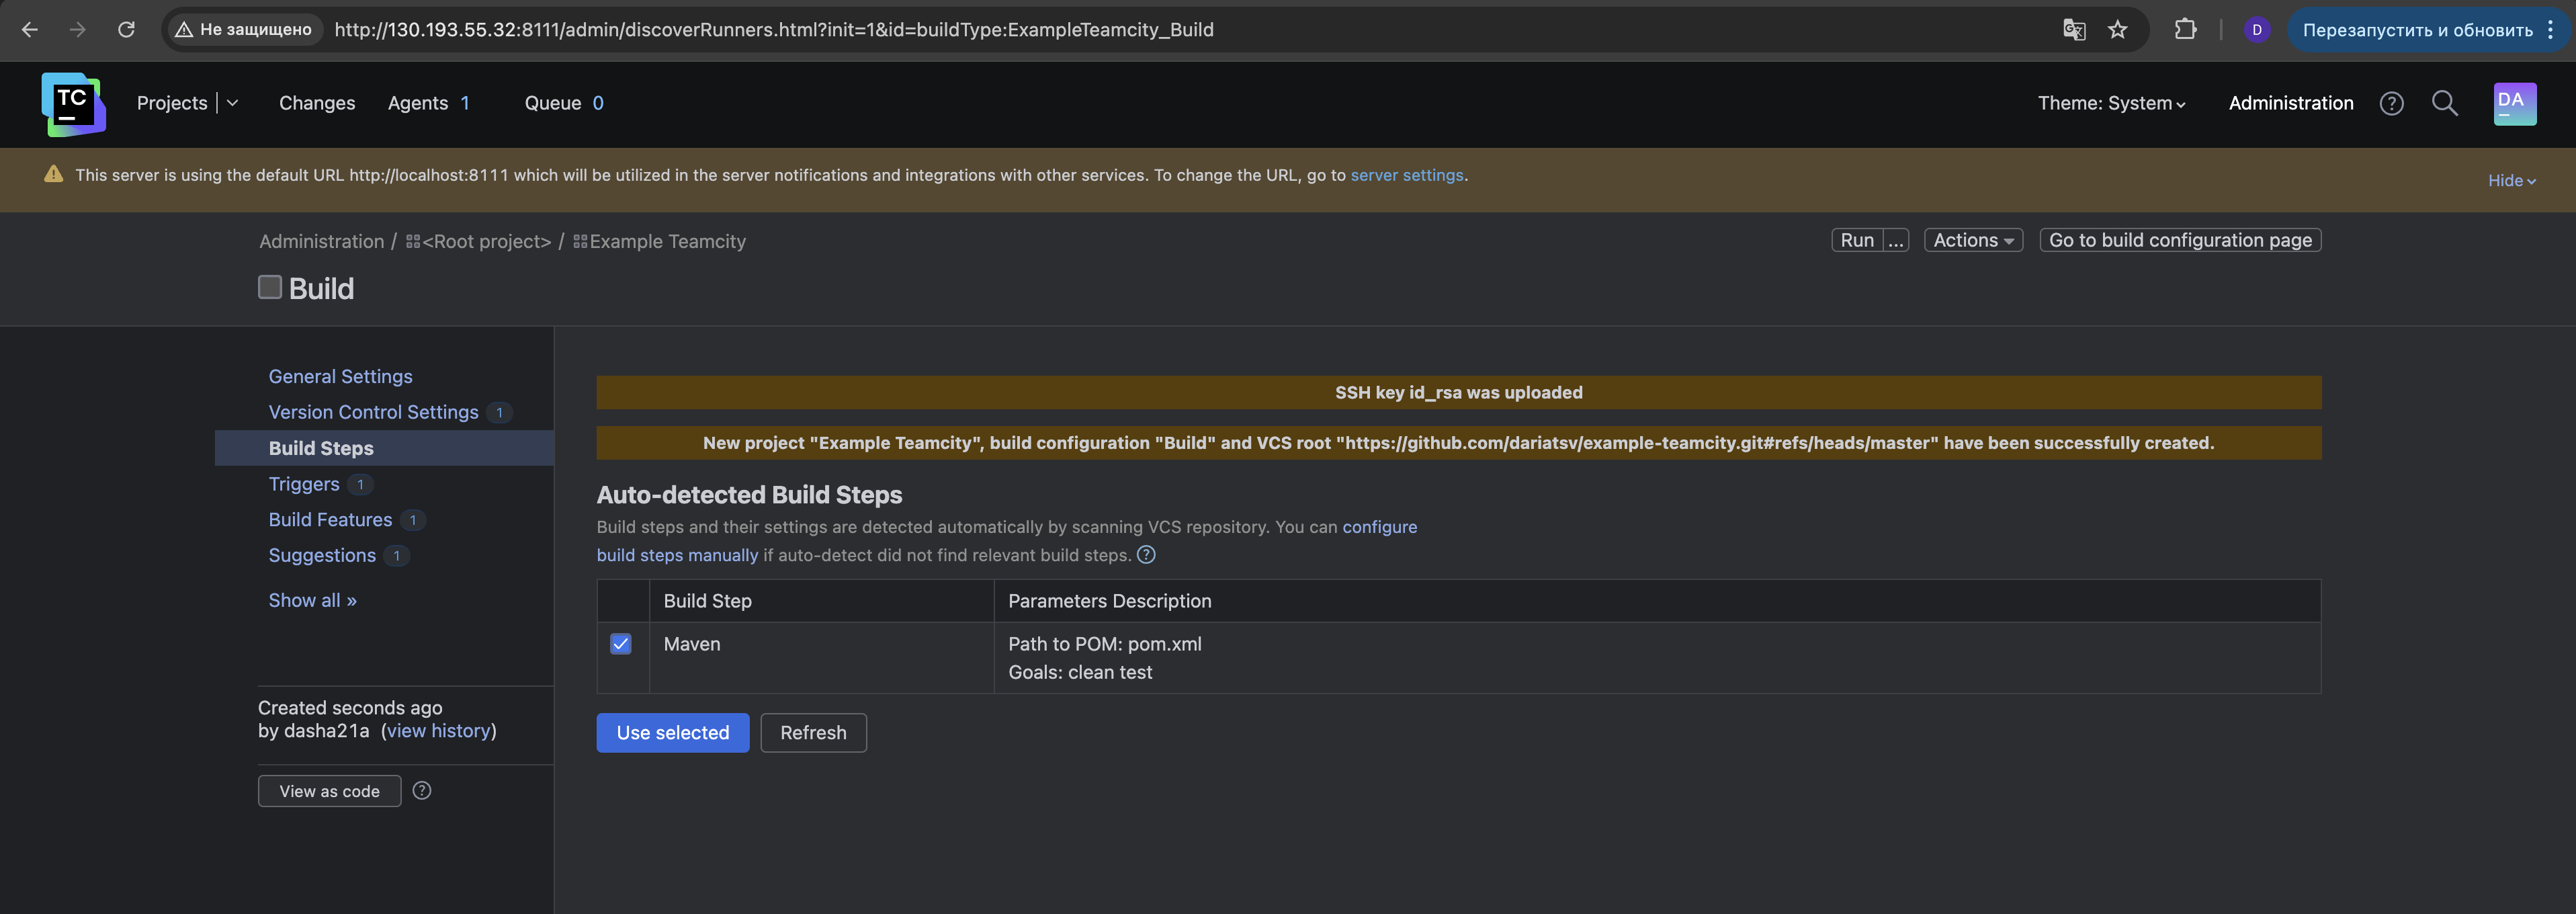 Не защищено http://130.193.55.32:8111/admin/discoverRunners.html?init=1&id=buildType:ExampleTeamcity_Build D Перезапустить и обновить
TC Projects Changes Agents 1 Queue 0 Theme: System Administration DA
This server is using the default URL http://localhost:8111 which will be utilized in the server notifications and integrations with other services. To change the URL, go to server settings. Hide
Administration / <Root project> / Example Teamcity Run ... Actions Go to build configuration page
Build
General Settings
Version Control Settings 1
Build Steps
Triggers 1
Build Features 1
Suggestions 1
Show all »
Created seconds ago
by dasha21a (view history)
View as code ?
SSH key id_rsa was uploaded
New project "Example Teamcity", build configuration "Build" and VCS root "https://github.com/dariatsv/example-teamcity.git#refs/heads/master" have been successfully created.
Auto-detected Build Steps
Build steps and their settings are detected automatically by scanning VCS repository. You can configure
build steps manually if auto-detect did not find relevant build steps. ?
Build Step Parameters Description
Maven Path to POM: pom.xml
Goals: clean test
Use selected Refresh